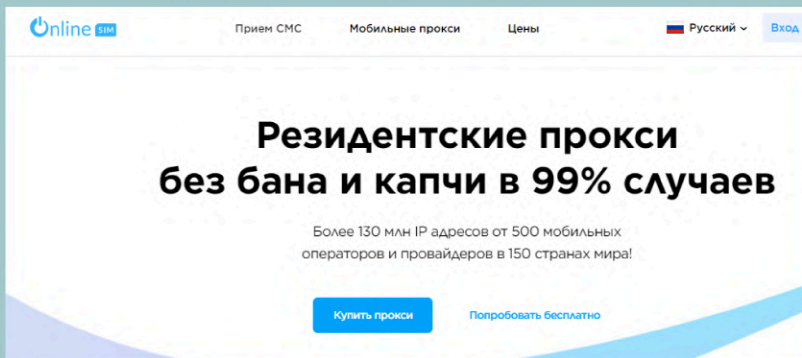 Online SIM
Прием СМС
Мобильные прокси
Цены
Русский
Вход
Резидентские прокси
без бана и капчи в 99% случаев
Более 130 млн IP адресов от 500 мобильных
операторов и провайдеров в 150 странах мира!
Купить прокси
Попробовать бесплатно